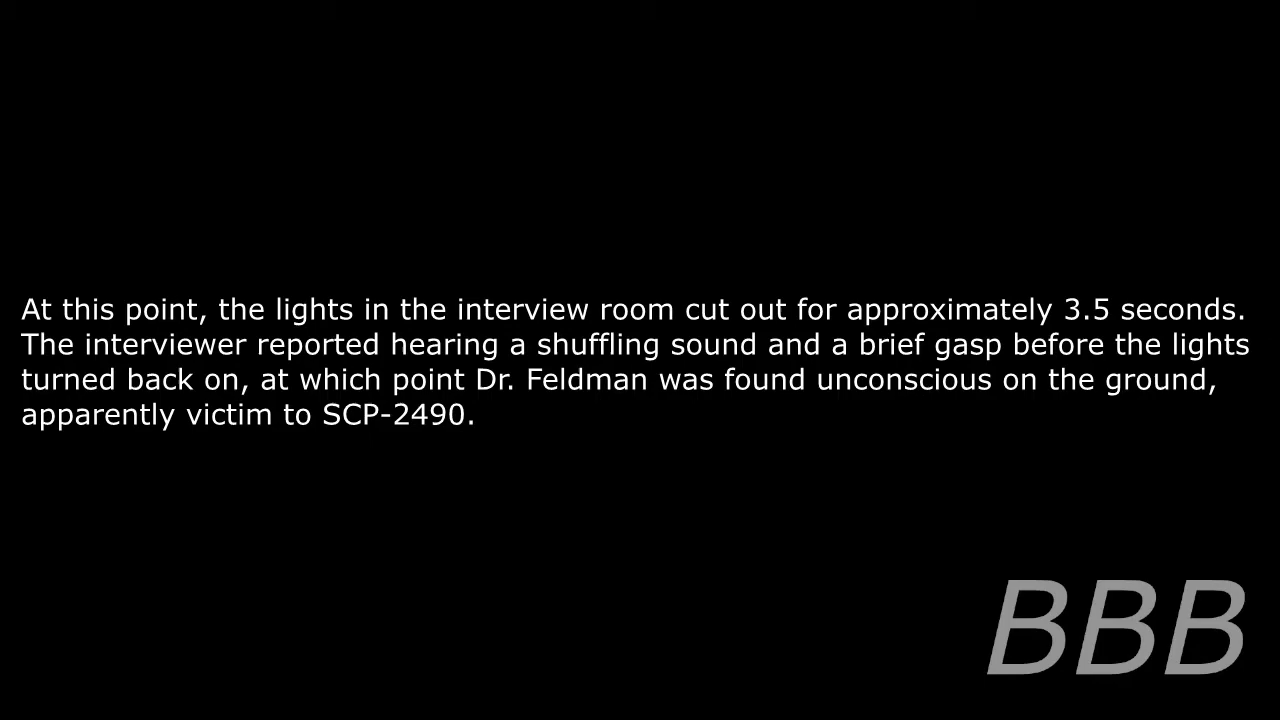 At this point, the lights in the interview room cut out for approximately 3.5 seconds.
The interviewer reported hearing a shuffling sound and a brief gasp before the lights
turned back on, at which point Dr. Feldman was found unconscious on the ground,
apparently victim to SCP-2490.
BBB